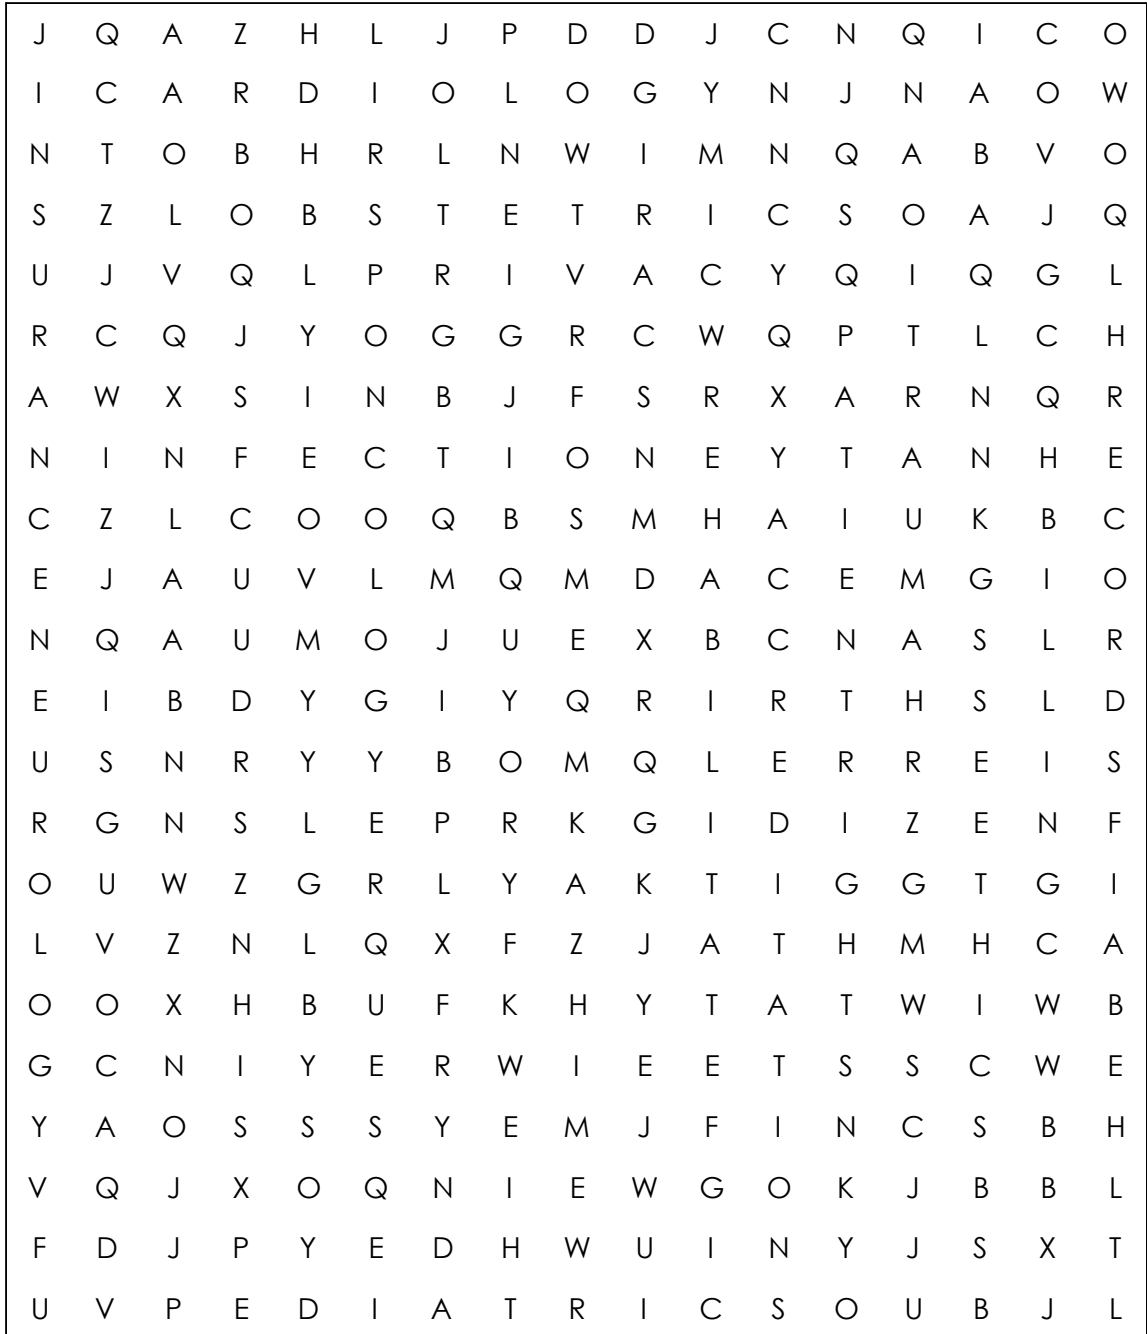 J Q A Z H L J P D D J C N Q I C O
I C A R D I O L O G Y N J N A O W
N T O B H R L N W I M N Q A B V O
S Z L O B S T E T R I C S O A J Q
U J V Q L P R I V A C Y Q I Q G L
R C Q J Y O G G R C W Q P T L C H
A W X S I N B J F S R X A R N Q R
N I N F E C T I O N E Y T A N H E
C Z L C O O Q B S M H A I U K B C
E J A U V L M Q M D A C E M G I O
N Q A U M O J U E X B C N A S L R
E I B D Y G I Y Q R I R T H S L D
U S N R Y Y B O M Q L E R R E I S
R G N S L E P R K G I D I Z E N F
O U W Z G R L Y A K T I G G T G I
L V Z N L Q X F Z J A T H M H C A
O O X H B U F K H Y T A T W I W B
G C N I Y E R W I E E T S S C W E
Y A O S S S Y E M J F I N C S B H
V Q J X O Q N I E W G O K J B B L
F D J P Y E D H W U I N Y J S X T
U V P E D I A T R I C S O U B J L